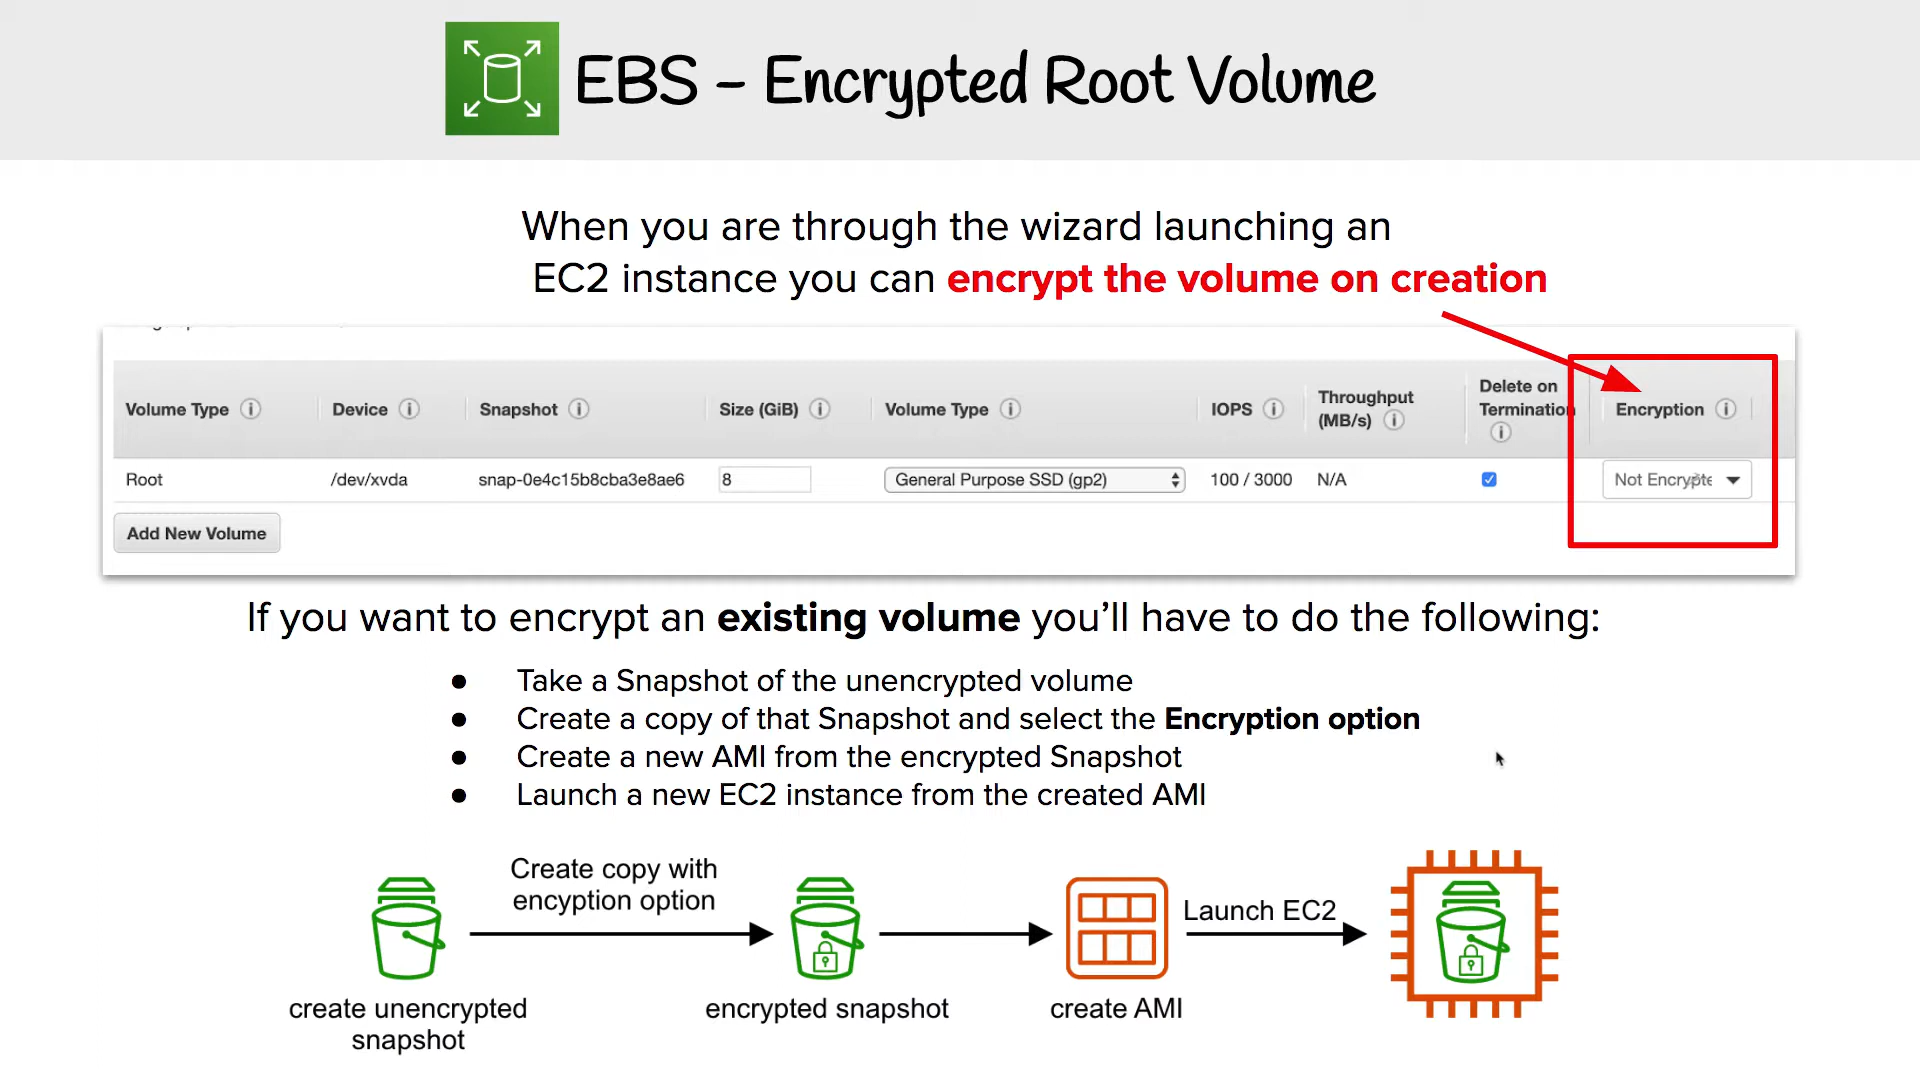 EBS – Encrypted Root Volume
When you are through the wizard launching an
EC2 instance you can encrypt the volume on creation
Volume Type
Device
Snapshot
Size (GiB)
Volume Type
IOPS
Throughput
(MB/s)
Delete on
Termination
Encryption
Root
/dev/xvda
snap-0e4c15b8cba3e8ae6
8
General Purpose SSD (gp2)
100 / 3000
N/A
Not Encrypte
Add New Volume
If you want to encrypt an existing volume you'll have to do the following:
● Take a Snapshot of the unencrypted volume
● Create a copy of that Snapshot and select the Encryption option
● Create a new AMI from the encrypted Snapshot
● Launch a new EC2 instance from the created AMI
Create copy with
encyption option
Launch EC2
create unencrypted
snapshot
encrypted snapshot
create AMI